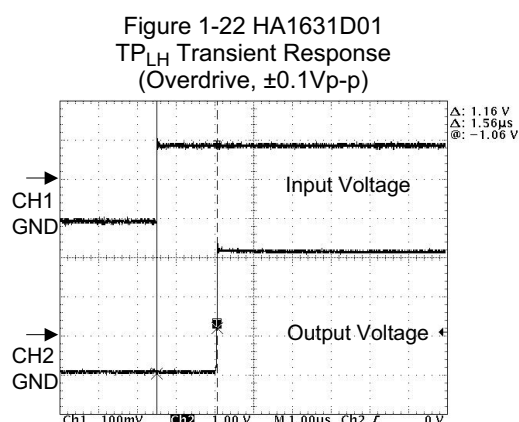 Figure 1-22 HA1631D01
TPLH Transient Response
(Overdrive, ±0.1Vp-p)
Δ: 1.16 V
Δ: 1.56µs
@: −1.06 V
CH1
GND
Input Voltage
CH2
GND
Output Voltage
Ch1 100mV Ch2 1.00 V M 1.00µs Ch2 0 V